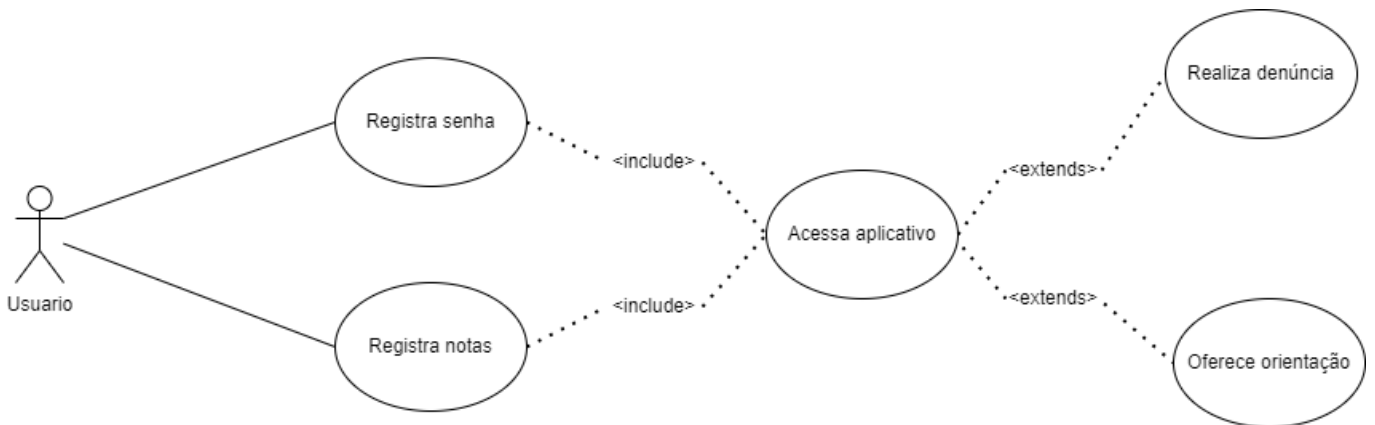 Realiza denúncia
Registra senha
<include>
<extends>
Acessa aplicativo
Usuario
<include>
<extends>
Registra notas
Oferece orientação